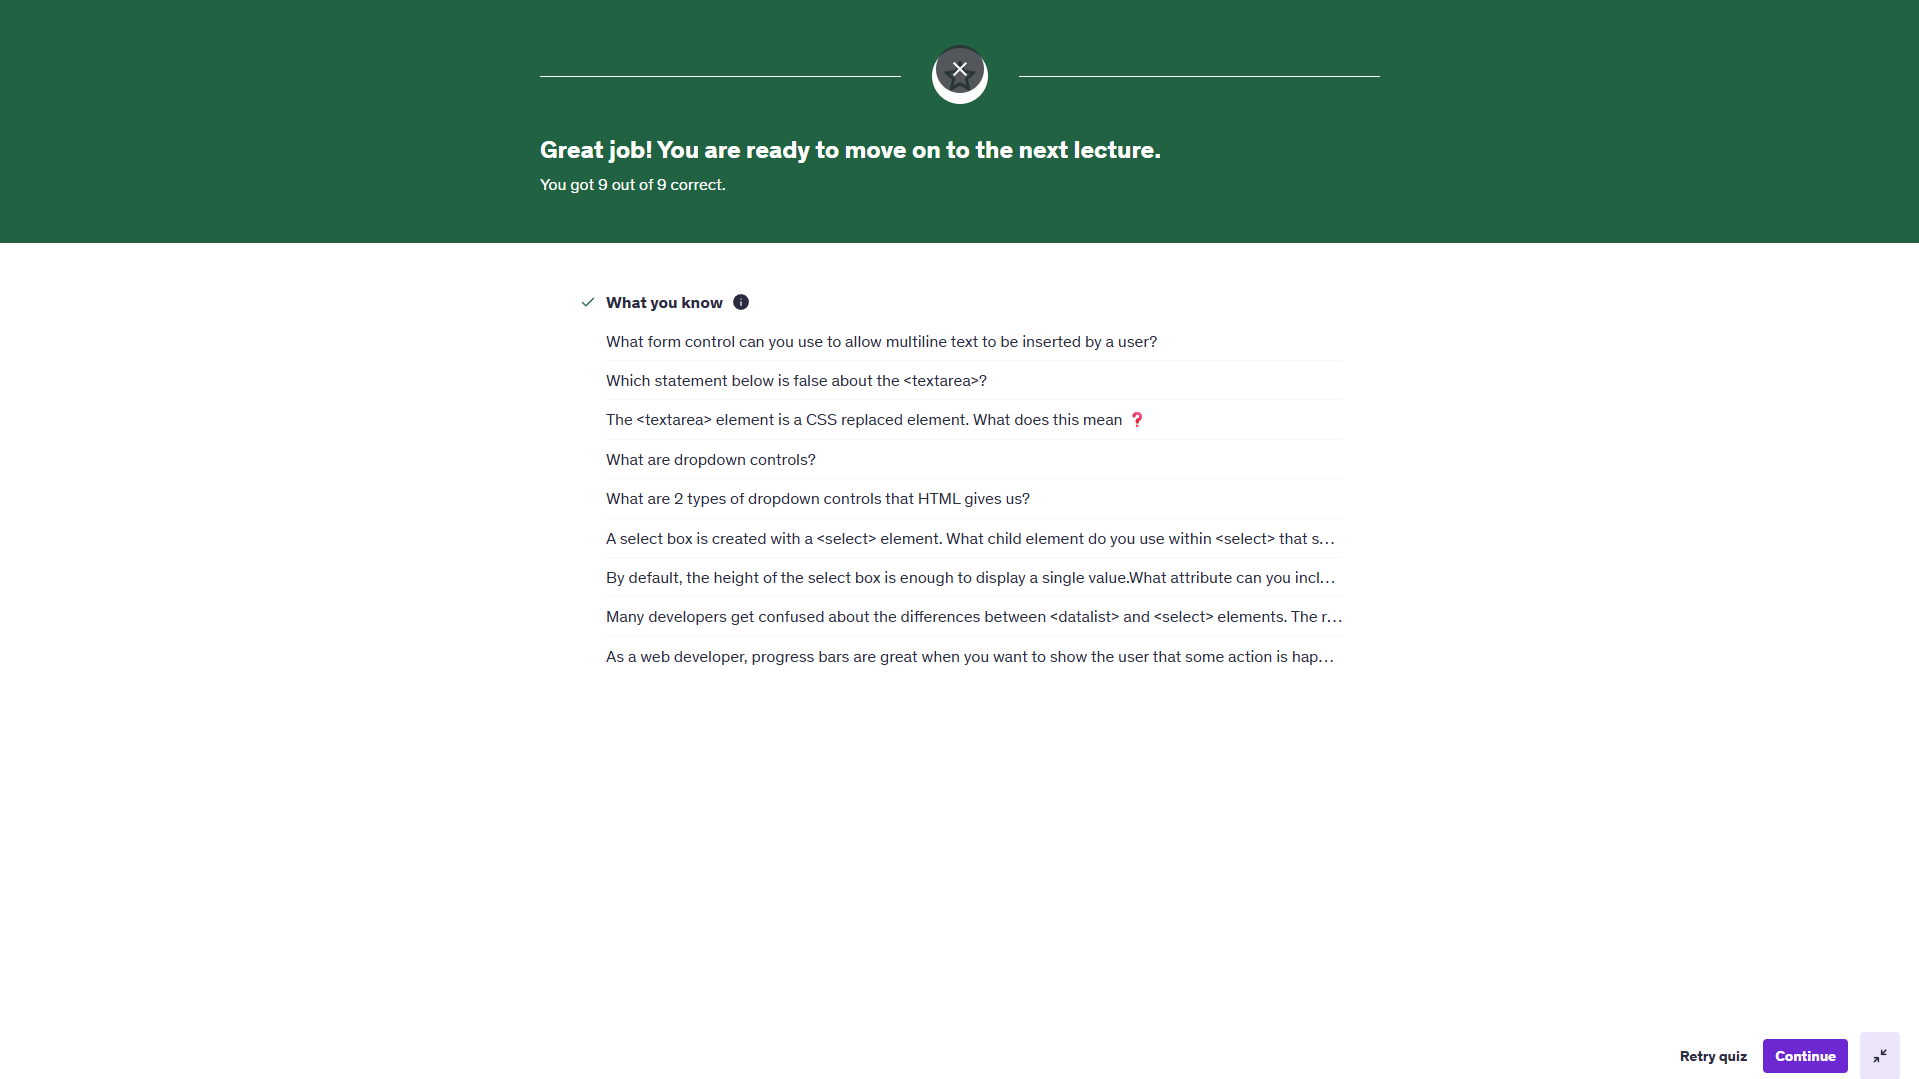 Great job! You are ready to move on to the next lecture.
You got 9 out of 9 correct.
What you know
What form control can you use to allow multiline text to be inserted by a user?
Which statement below is false about the <textarea>?
The <textarea> element is a CSS replaced element. What does this mean ❓
What are dropdown controls?
What are 2 types of dropdown controls that HTML gives us?
A select box is created with a <select> element. What child element do you use within <select> that s...
By default, the height of the select box is enough to display a single value.What attribute can you incl...
Many developers get confused about the differences between <datalist> and <select> elements. The r...
As a web developer, progress bars are great when you want to show the user that some action is hap...
Retry quiz
Continue